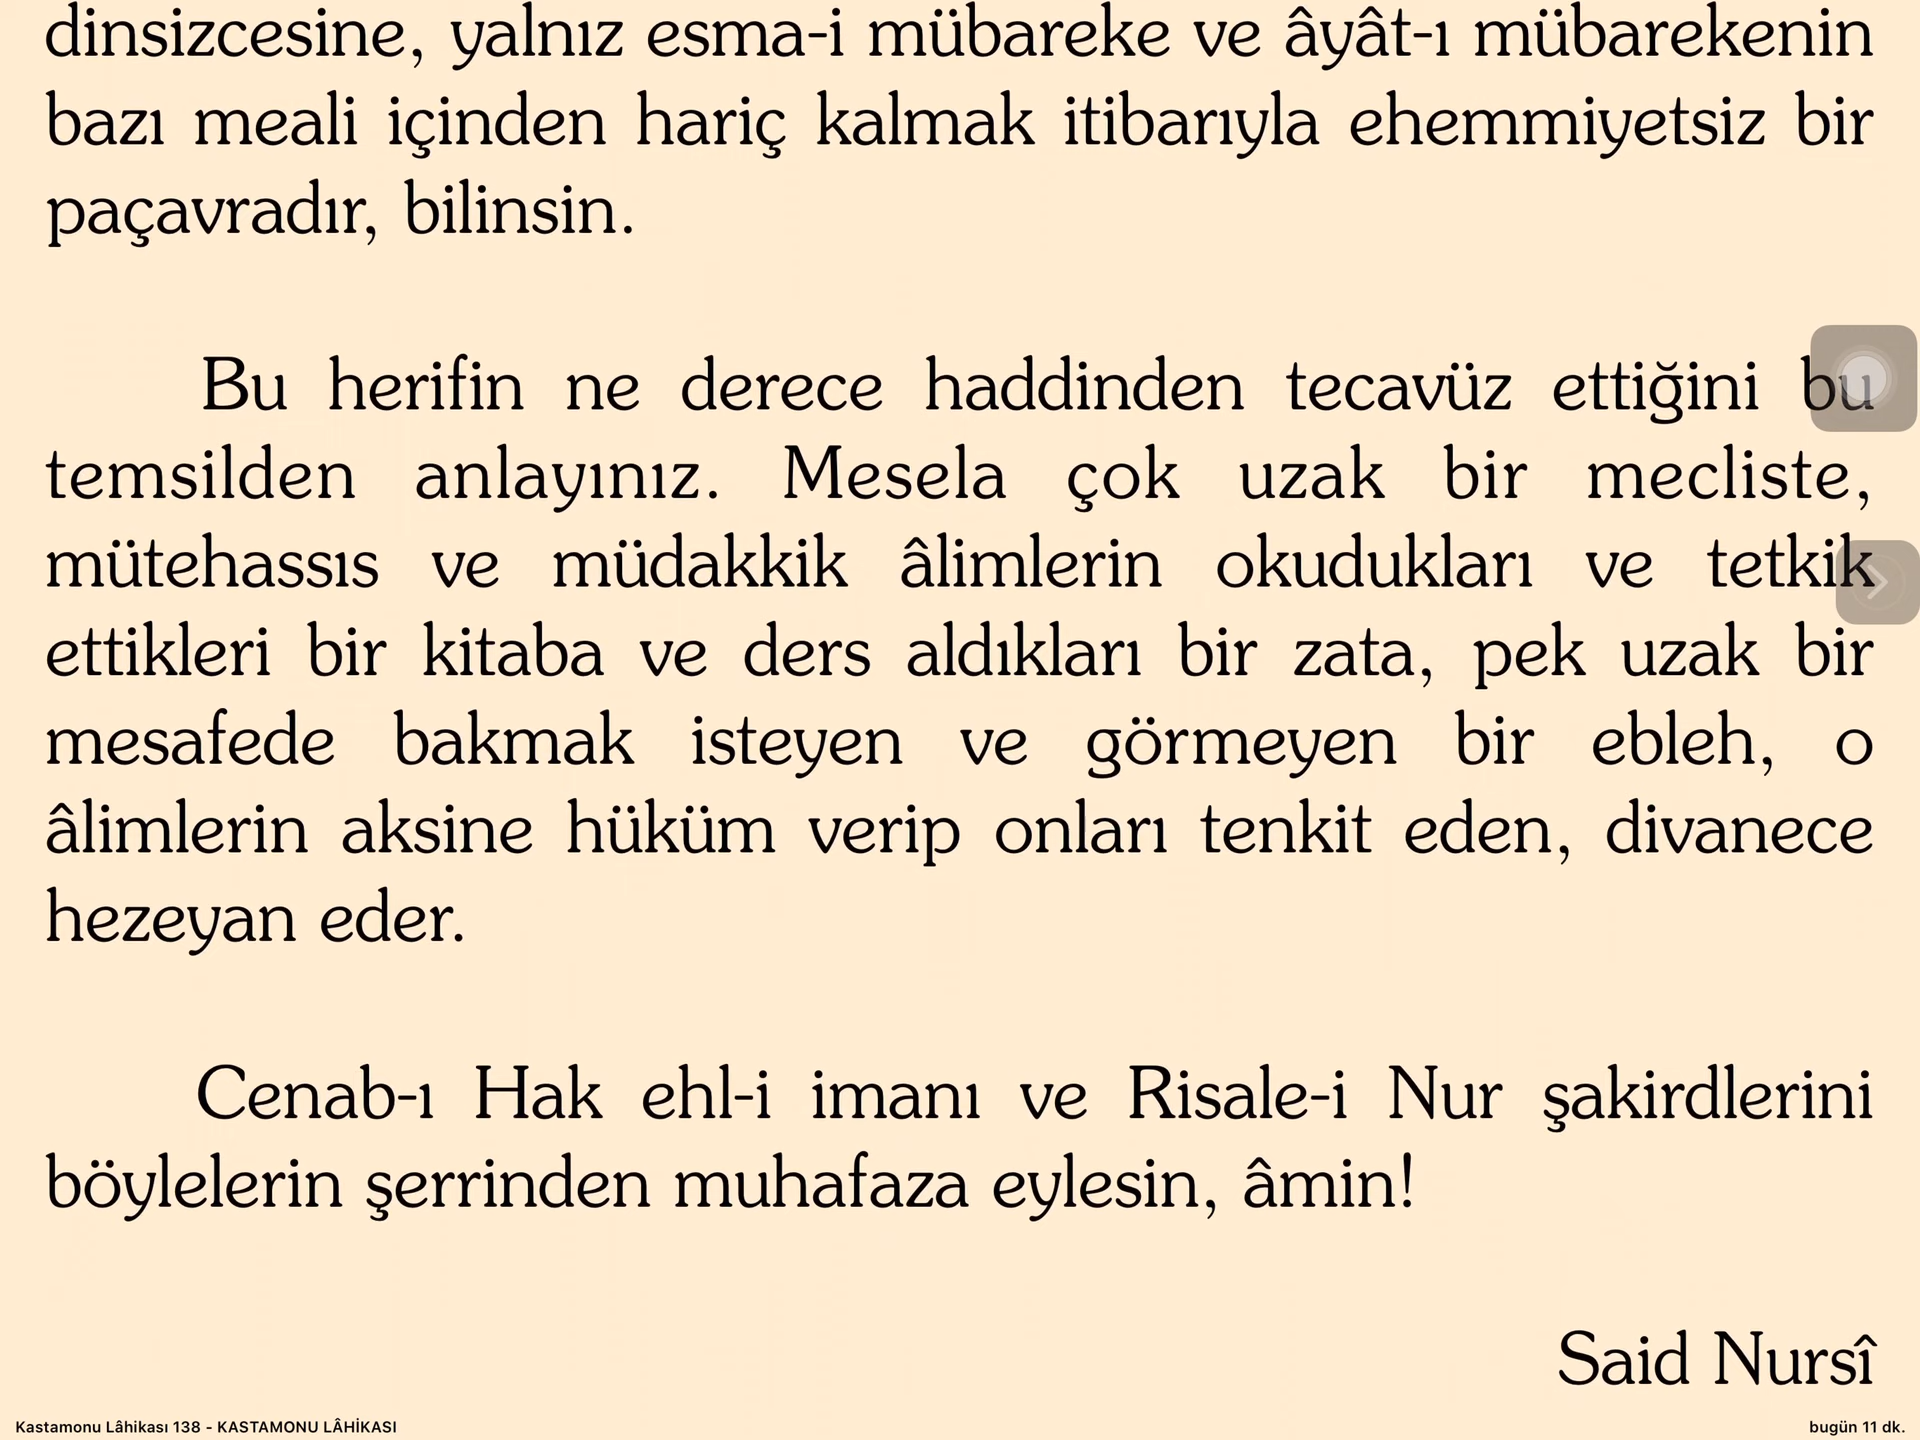 dinsizcesine, yalnız esma-i mübareke ve âyât-ı mübarekenin
bazı meali içinden hariç kalmak itibarıyla ehemmiyetsiz bir
paçavradır, bilinsin.
Bu herifin ne derece haddinden tecavüz ettiğini bu
temsilden anlayınız. Mesela çok uzak bir mecliste,
mütehassıs ve müdakkik âlimlerin okudukları ve tetkik
ettikleri bir kitaba ve ders aldıkları bir zata, pek uzak bir
mesafede bakmak isteyen ve görmeyen bir ebleh, o
âlimlerin aksine hüküm verip onları tenkit eden, divanece
hezeyan eder.
Cenab-ı Hak ehl-i imanı ve Risale-i Nur şakirdlerini
böylelerin şerrinden muhafaza eylesin, âmin!
Said Nursî
Kastamonu Lâhikası 138 - KASTAMONU LÂHİKASI
bugün 11 dk.